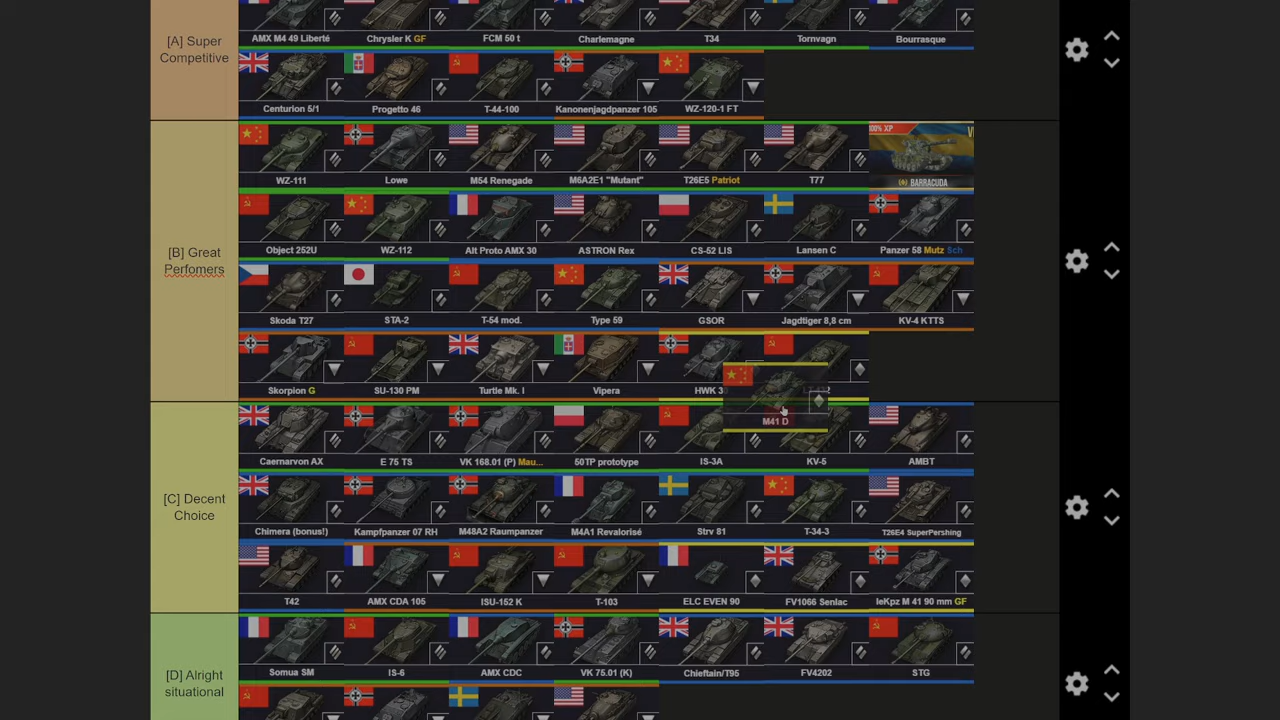 [A] Super
Competitive
AMX M4 49 Liberté
Chrysler K GF
FCM 50 t
Charlemagne
T34
Tornvagn
Bourrasque
Centurion 5/1
Progetto 46
T-44-100
Kanonenjagdpanzer 105
WZ-120-1 FT
[B] Great
Perfomers
WZ-111
Lowe
M54 Renegade
M6A2E1 "Mutant"
T26E5 Patriot
T77
100% XP
BARRACUDA
Object 252U
WZ-112
Alt Proto AMX 30
ASTRON Rex
CS-52 LIS
Lansen C
Panzer 58 Mutz Sch
Skoda T27
STA-2
T-54 mod.
Type 59
GSOR
Jagdtiger 8,8 cm
KV-4 KTTS
Skorpion G
SU-130 PM
Turtle Mk. I
Vipera
HWK 3
M41 D
[C] Decent
Choice
Caernarvon AX
E 75 TS
VK 168.01 (P) Mau...
50TP prototype
IS-3A
KV-5
AMBT
Chimera (bonus!)
Kampfpanzer 07 RH
M48A2 Raumpanzer
M4A1 Revalorisé
Strv 81
T-34-3
T26E4 SuperPershing
T42
AMX CDA 105
ISU-152 K
T-103
ELC EVEN 90
FV1066 Senlac
leKpz M 41 90 mm GF
[D] Alright
situational
Somua SM
IS-6
AMX CDC
VK 75.01 (K)
Chieftain/T95
FV4202
STG